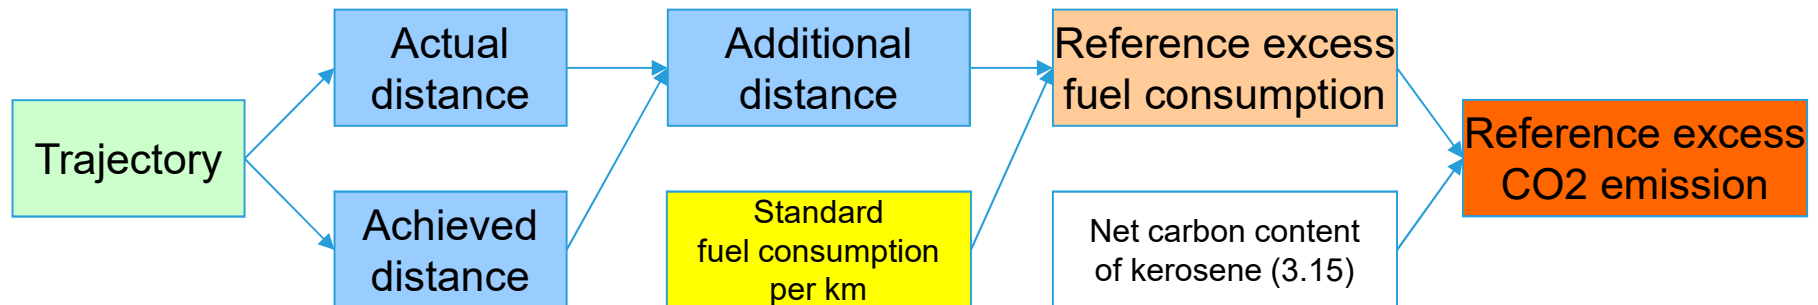 Trajectory
Actual
distance
Achieved
distance
Additional
distance
Standard
fuel consumption
per km
Reference excess
fuel consumption
Net carbon content
of kerosene (3.15)
Reference excess
CO2 emission